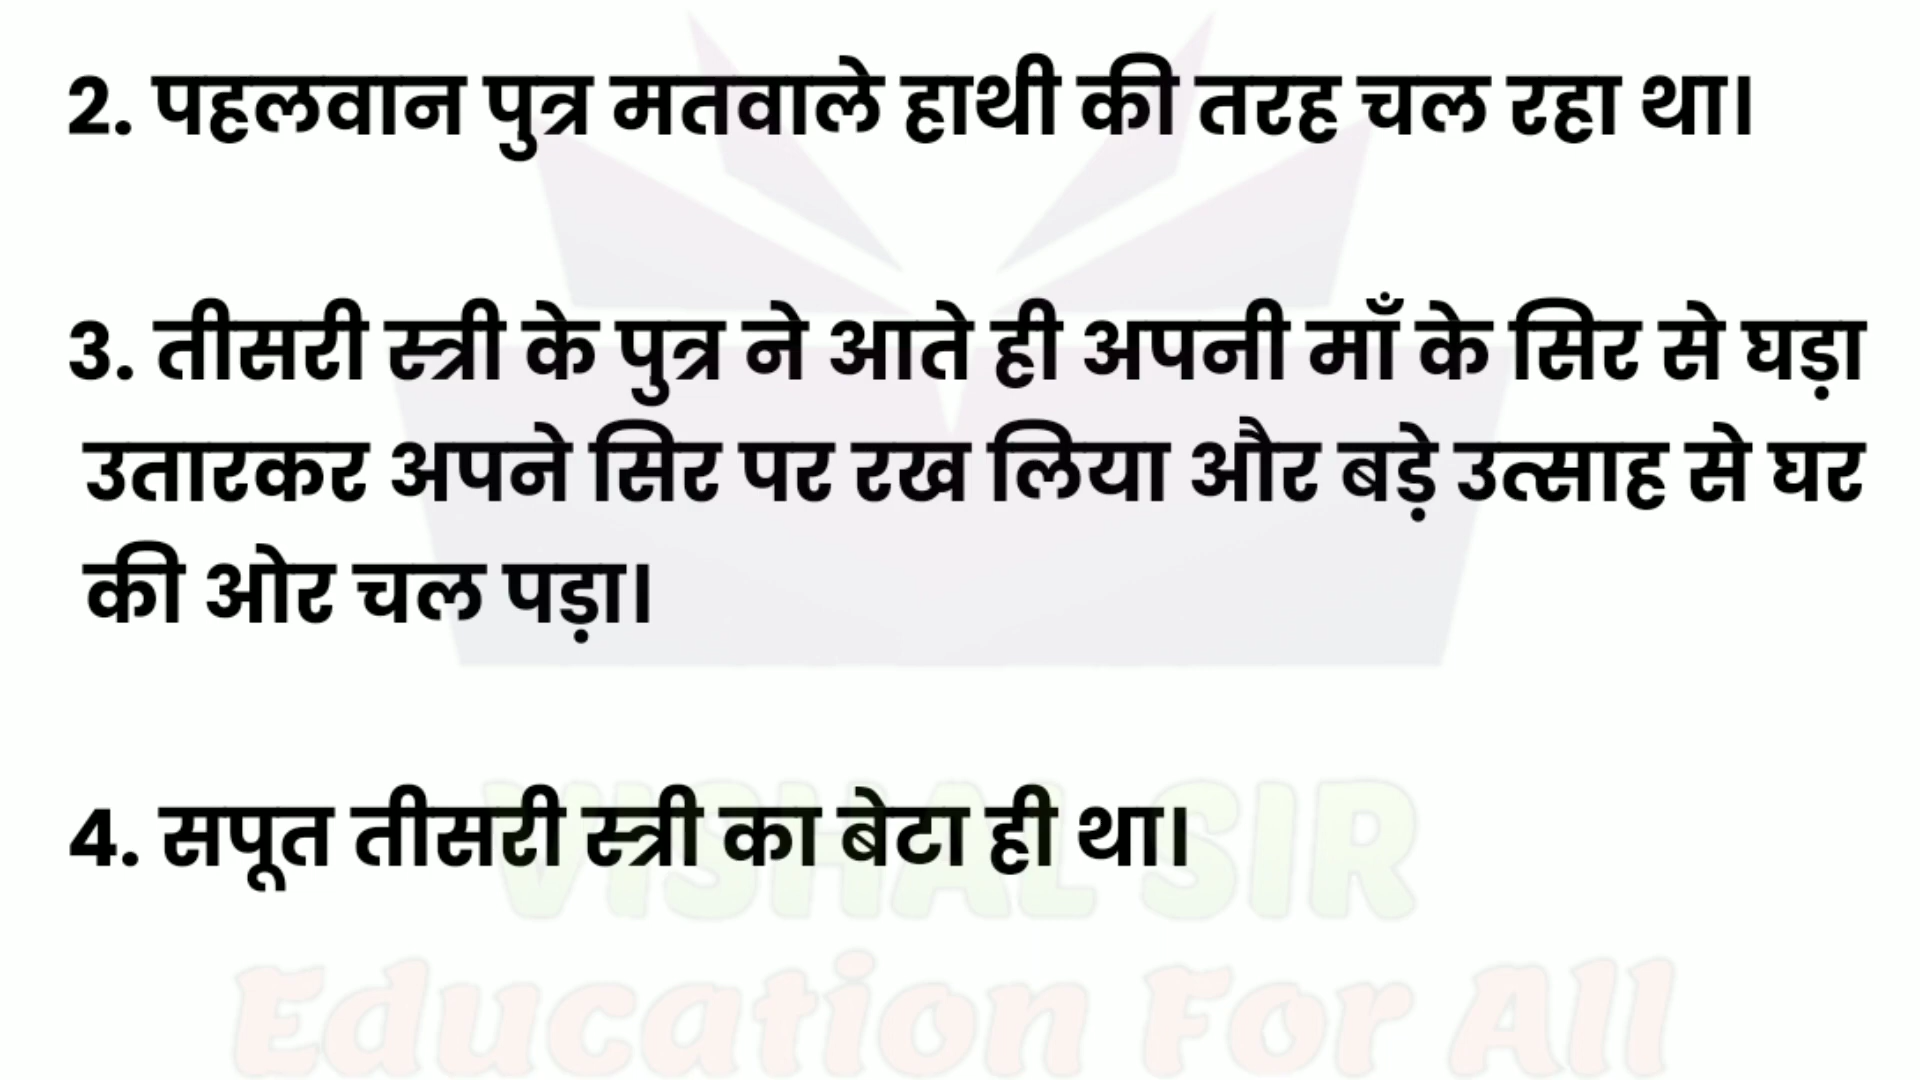 2. पहलवान पुत्र मतवाले हाथी की तरह चल रहा था।
3. तीसरी स्त्री के पुत्र ने आते ही अपनी माँ के सिर से घड़ा
उतारकर अपने सिर पर रख लिया और बड़े उत्साह से घर
की ओर चल पड़ा।
4. सपूत तीसरी स्त्री का बेटा ही था।
VISHAL SIR
Education For All